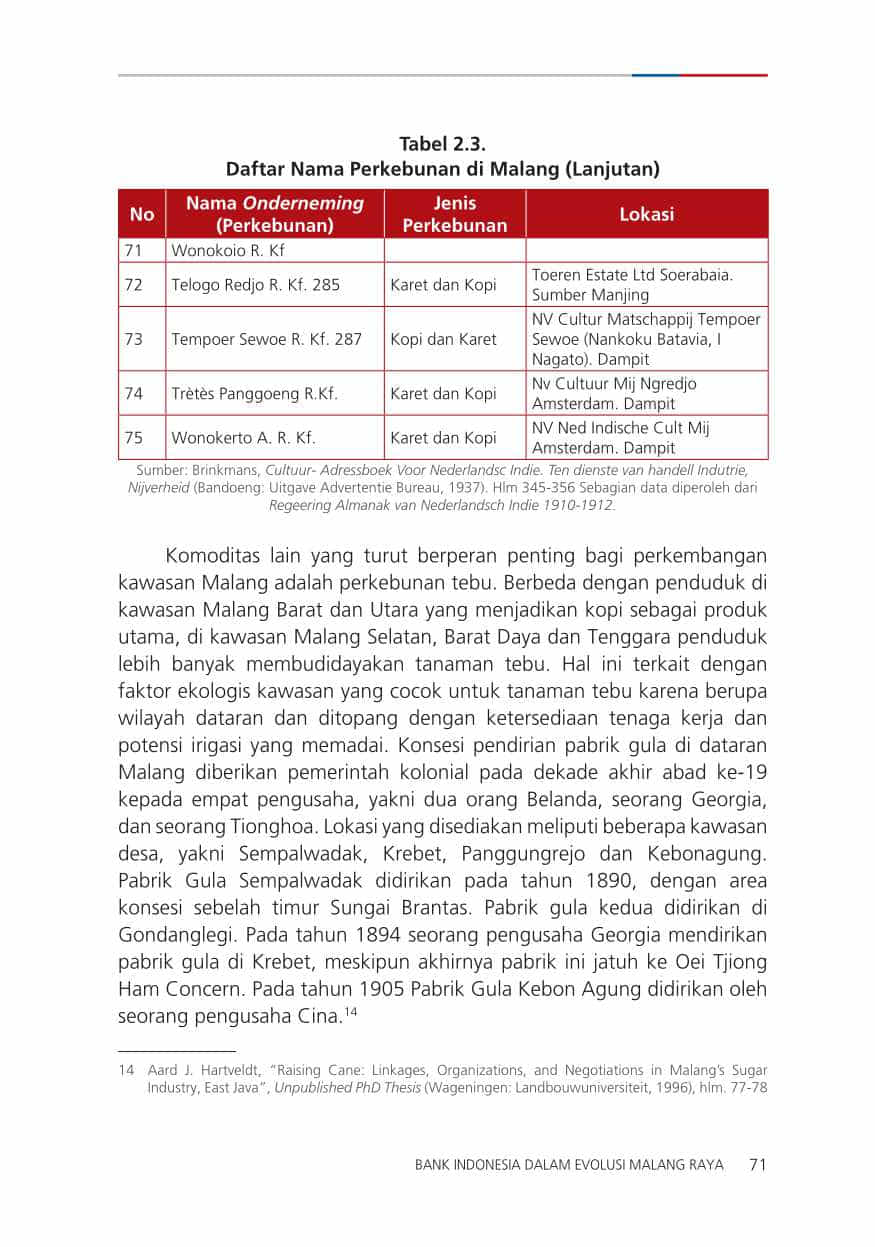 Tabel 2.3.
Daftar Nama Perkebunan di Malang (Lanjutan)
No
Nama Onderneming
(Perkebunan)
Jenis
Perkebunan
Lokasi
71
Wonokoio R. Kf
72
Telogo Redjo R. Kf. 285
Karet dan Kopi
Toeren Estate Ltd Soerabaia.
Sumber Manjing
73
Tempoer Sewoe R. Kf. 287
Kopi dan Karet
NV Cultur Matschappij Tempoer
Sewoe (Nankoku Batavia, I
Nagato). Dampit
74
Trètès Panggoeng R.Kf.
Karet dan Kopi
Nv Cultuur Mij Ngredjo
Amsterdam. Dampit
75
Wonokerto A. R. Kf.
Karet dan Kopi
NV Ned Indische Cult Mij
Amsterdam. Dampit
Sumber: Brinkmans, Cultuur- Adressboek Voor Nederlandsc Indie. Ten dienste van handell Indutrie,
Nijverheid (Bandoeng: Uitgave Advertentie Bureau, 1937). Hlm 345-356 Sebagian data diperoleh dari
Regeering Almanak van Nederlandsch Indie 1910-1912.
Komoditas lain yang turut berperan penting bagi perkembangan
kawasan Malang adalah perkebunan tebu. Berbeda dengan penduduk di
kawasan Malang Barat dan Utara yang menjadikan kopi sebagai produk
utama, di kawasan Malang Selatan, Barat Daya dan Tenggara penduduk
lebih banyak membudidayakan tanaman tebu. Hal ini terkait dengan
faktor ekologis kawasan yang cocok untuk tanaman tebu karena berupa
wilayah dataran dan ditopang dengan ketersediaan tenaga kerja dan
potensi irigasi yang memadai. Konsesi pendirian pabrik gula di dataran
Malang diberikan pemerintah kolonial pada dekade akhir abad ke-19
kepada empat pengusaha, yakni dua orang Belanda, seorang Georgia,
dan seorang Tionghoa. Lokasi yang disediakan meliputi beberapa kawasan
desa, yakni Sempalwadak, Krebet, Panggungrejo dan Kebonagung.
Pabrik Gula Sempalwadak didirikan pada tahun 1890, dengan area
konsesi sebelah timur Sungai Brantas. Pabrik gula kedua didirikan di
Gondanglegi. Pada tahun 1894 seorang pengusaha Georgia mendirikan
pabrik gula di Krebet, meskipun akhirnya pabrik ini jatuh ke Oei Tjiong
Ham Concern. Pada tahun 1905 Pabrik Gula Kebon Agung didirikan oleh
seorang pengusaha Cina.14
14 Aard J. Hartveldt, “Raising Cane: Linkages, Organizations, and Negotiations in Malang’s Sugar
Industry, East Java”, Unpublished PhD Thesis (Wageningen: Landbouwuniversiteit, 1996), hlm. 77-78
BANK INDONESIA DALAM EVOLUSI MALANG RAYA 71